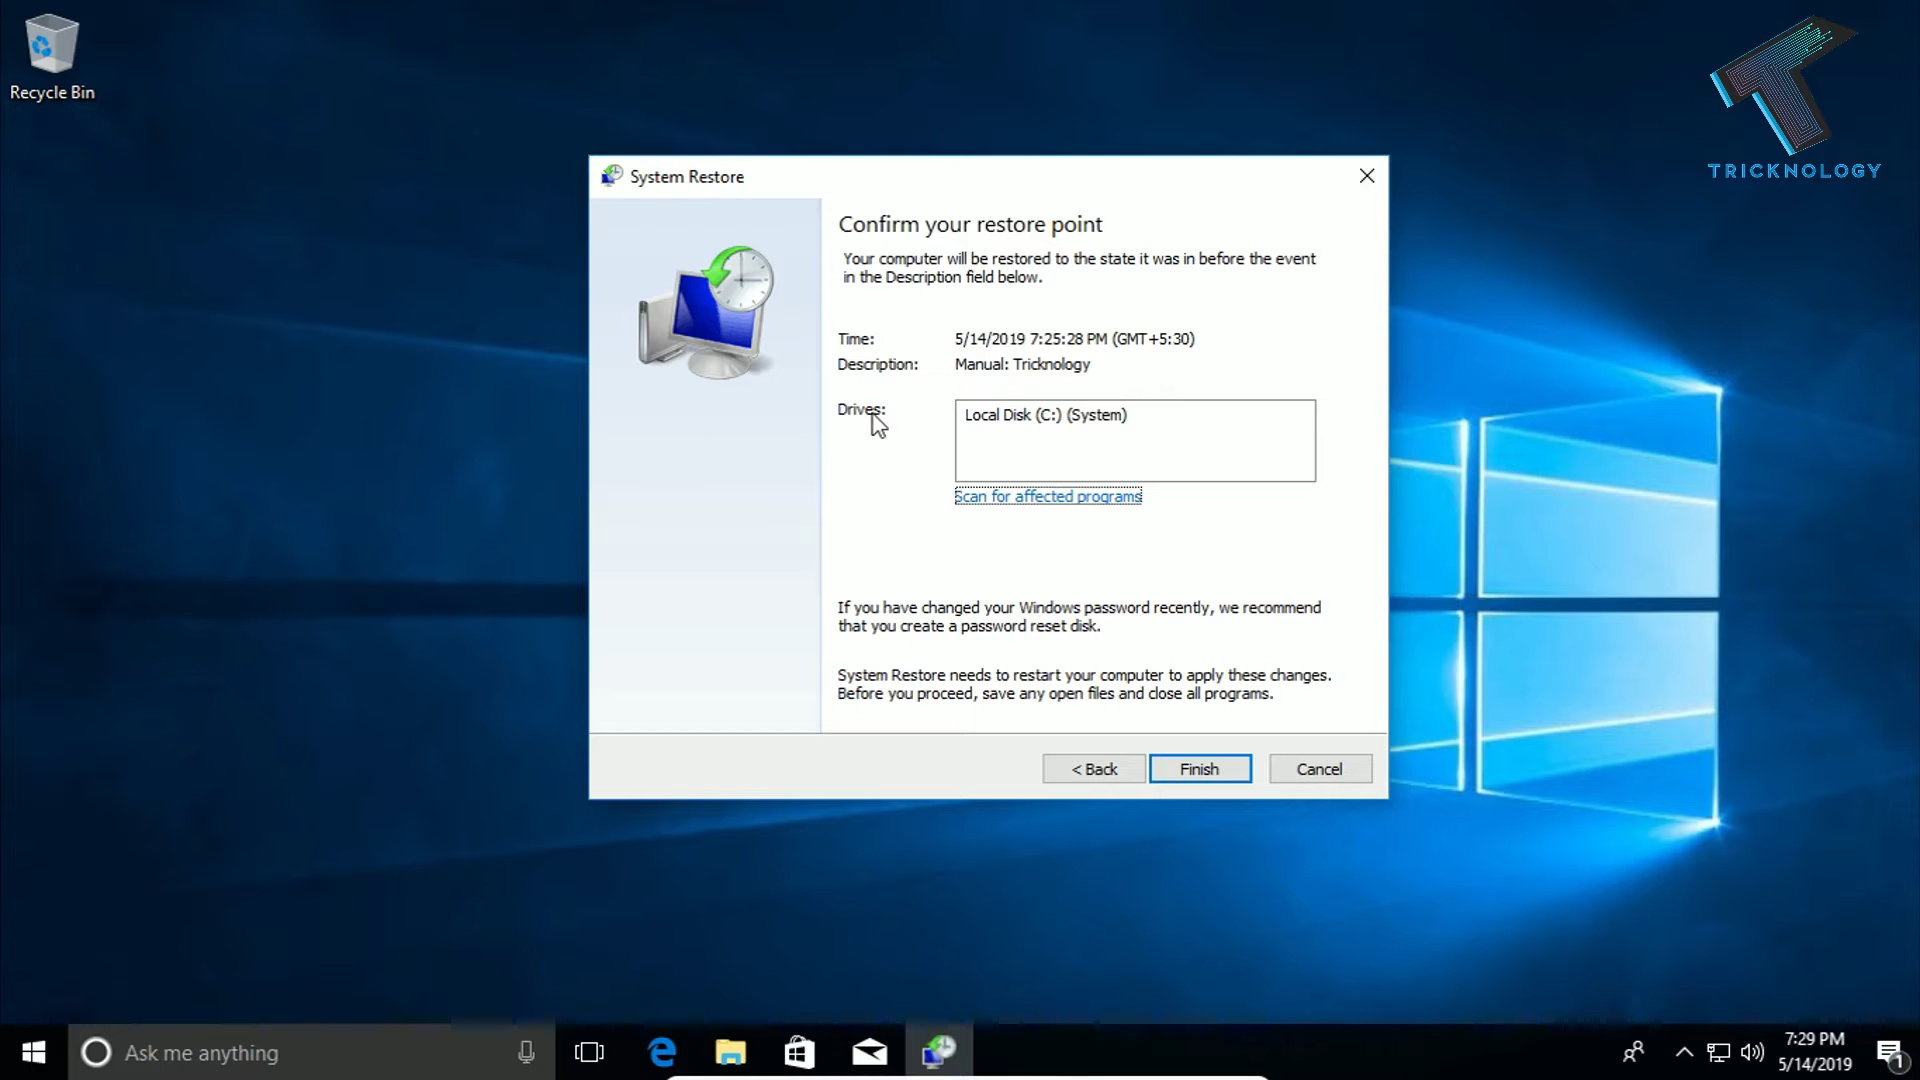 Recycle Bin
TRICKNOLOGY
System Restore
Confirm your restore point
Your computer will be restored to the state it was in before the event
in the Description field below.
Time: 5/14/2019 7:25:28 PM (GMT+5:30)
Description: Manual: Tricknology
Drives: Local Disk (C:) (System)
Scan for affected programs
If you have changed your Windows password recently, we recommend
that you create a password reset disk.
System Restore needs to restart your computer to apply these changes.
Before you proceed, save any open files and close all programs.
< Back Finish Cancel
Ask me anything
7:29 PM
5/14/2019
1